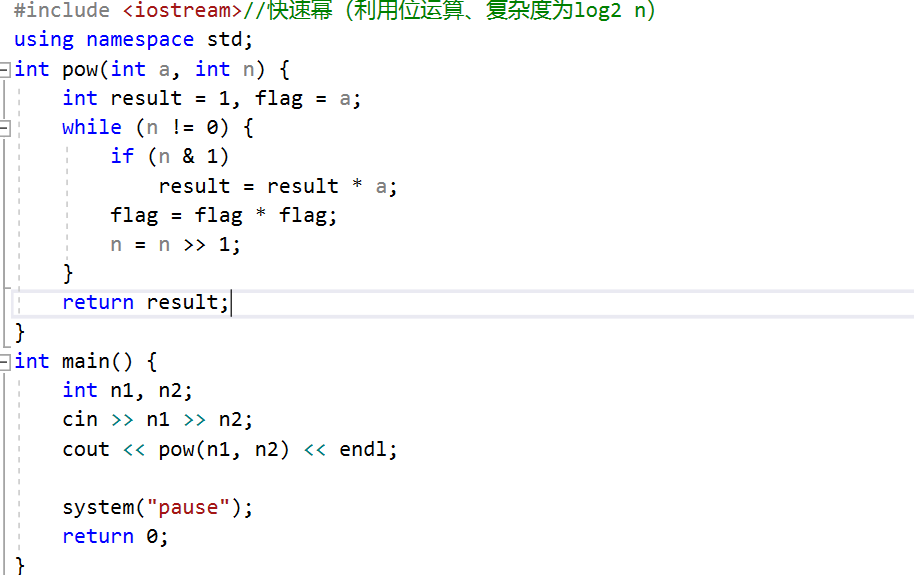 #include <iostream>//快速幂（利用位运算、复杂度为log2 n）
using namespace std;
int pow(int a, int n) {
    int result = 1, flag = a;
    while (n != 0) {
        if (n & 1)
            result = result * a;
        flag = flag * flag;
        n = n >> 1;
    }
    return result;
}
int main() {
    int n1, n2;
    cin >> n1 >> n2;
    cout << pow(n1, n2) << endl;

    system("pause");
    return 0;
}